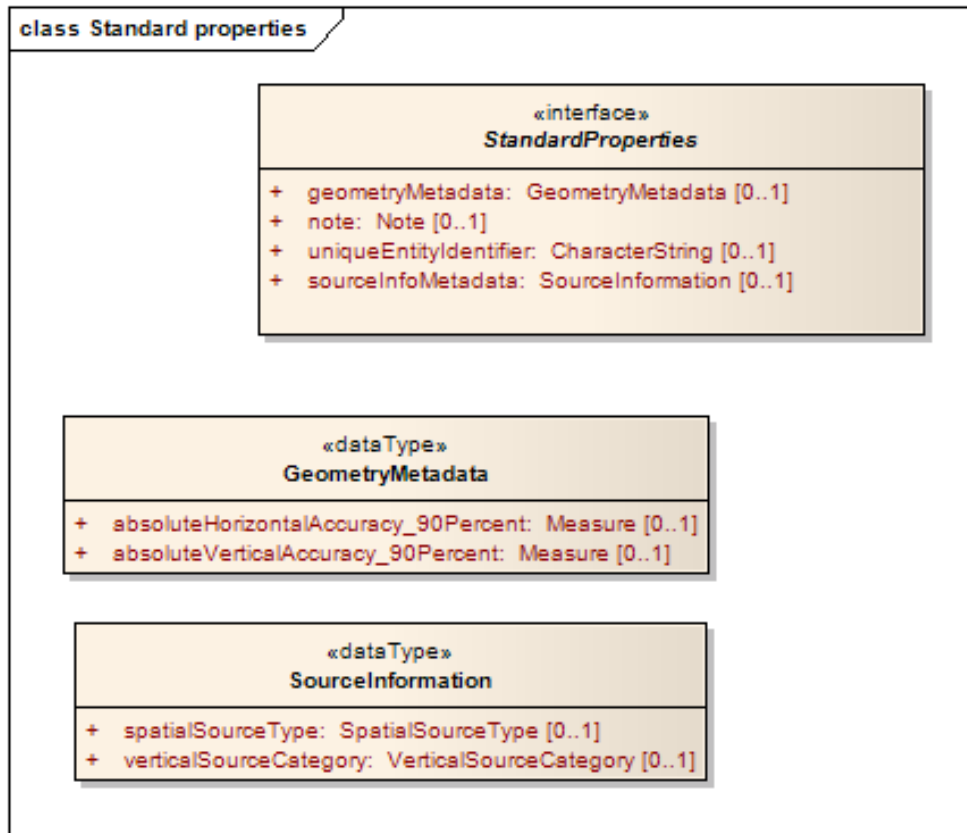 class Standard properties
«interface»
StandardProperties
+ geometryMetadata: GeometryMetadata [0..1]
+ note: Note [0..1]
+ uniqueEntityIdentifier: CharacterString [0..1]
+ sourceInfoMetadata: SourceInformation [0..1]
«dataType»
GeometryMetadata
+ absoluteHorizontalAccuracy_90Percent: Measure [0..1]
+ absoluteVerticalAccuracy_90Percent: Measure [0..1]
«dataType»
SourceInformation
+ spatialSourceType: SpatialSourceType [0..1]
+ verticalSourceCategory: VerticalSourceCategory [0..1]